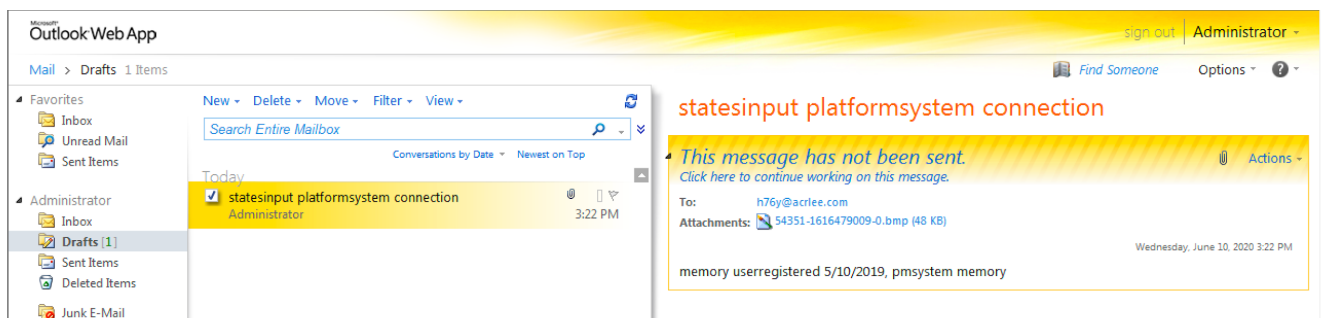 Microsoft®
Outlook Web App
sign out Administrator
Mail > Drafts 1 Items
Find Someone Options
Favorites
Inbox
Unread Mail
Sent Items
Administrator
Inbox
Drafts [1]
Sent Items
Deleted Items
Junk E-Mail
New Delete Move Filter View
Search Entire Mailbox
Conversations by Date Newest on Top
Today
statesinput platformsystem connection
Administrator 3:22 PM
statesinput platformsystem connection
This message has not been sent. Actions
Click here to continue working on this message.
To: h76y@acrlee.com
Attachments: 54351-1616479009-0.bmp (48 KB)
Wednesday, June 10, 2020 3:22 PM
memory userregistered 5/10/2019, pmsystem memory